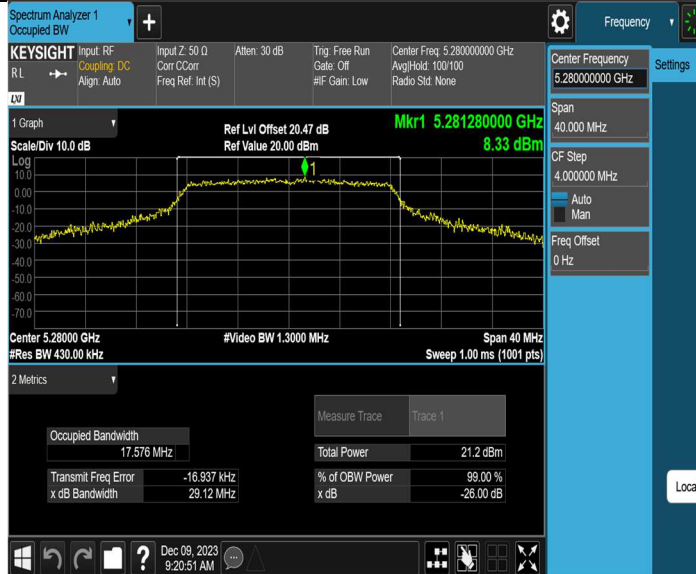 Spectrum Analyzer 1
Occupied BW
+
Frequency
KEYSIGHT
RL
LXI
Input: RF
Coupling: DC
Align: Auto
Input Z: 50 Ω
Corr CCorr
Freq Ref: Int (S)
Atten: 30 dB
Trig: Free Run
Gate: Off
#IF Gain: Low
Center Freq: 5.280000000 GHz
Avg|Hold: 100/100
Radio Std: None
Center Frequency
5.280000000 GHz
Settings
Span
40.000 MHz
CF Step
4.000000 MHz
Auto
Man
Freq Offset
0 Hz
1 Graph
Scale/Div 10.0 dB
Ref Lvl Offset 20.47 dB
Ref Value 20.00 dBm
Mkr1 5.281280000 GHz
8.33 dBm
Log
10.0
0.00
-10.0
-20.0
-30.0
-40.0
-50.0
-60.0
-70.0
1
Center 5.28000 GHz
#Res BW 430.00 kHz
#Video BW 1.3000 MHz
Span 40 MHz
Sweep 1.00 ms (1001 pts)
2 Metrics
Measure Trace Trace 1
Occupied Bandwidth
17.576 MHz
Total Power 21.2 dBm
Transmit Freq Error -16.937 kHz
% of OBW Power 99.00 %
x dB Bandwidth 29.12 MHz
x dB -26.00 dB
Loca
?
Dec 09, 2023
9:20:51 AM